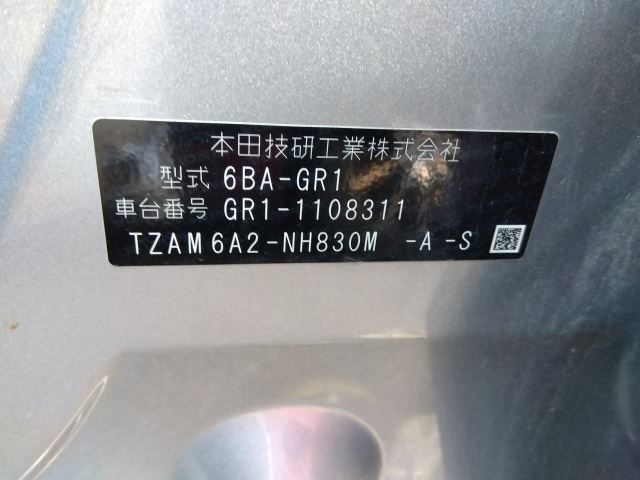 本田技研工業株式会社
型式 6BA-GR1
車台番号 GR1-1108311
TZAM6A2-NH830M -A-S